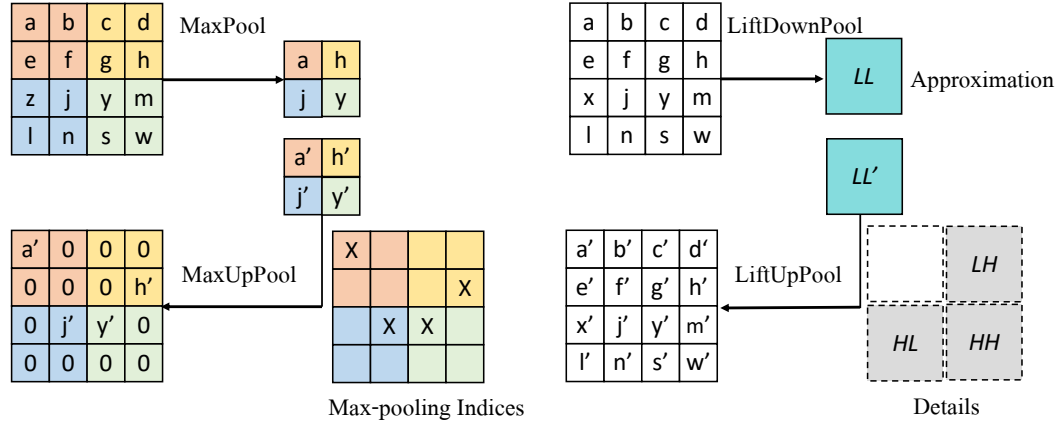 a b c d
e f g h
z j y m
l n s w
MaxPool
a h
j y
a' h'
j' y'
a' 0 0 0
0 0 0 h'
0 j' y' 0
0 0 0 0
MaxUpPool
X
X
X X
Max-pooling Indices
a b c d
e f g h
x j y m
l n s w
LiftDownPool
LL
Approximation
LL'
a' b' c' d'
e' f' g' h'
x' j' y' m'
l' n' s' w'
LiftUpPool
LH
HL HH
Details